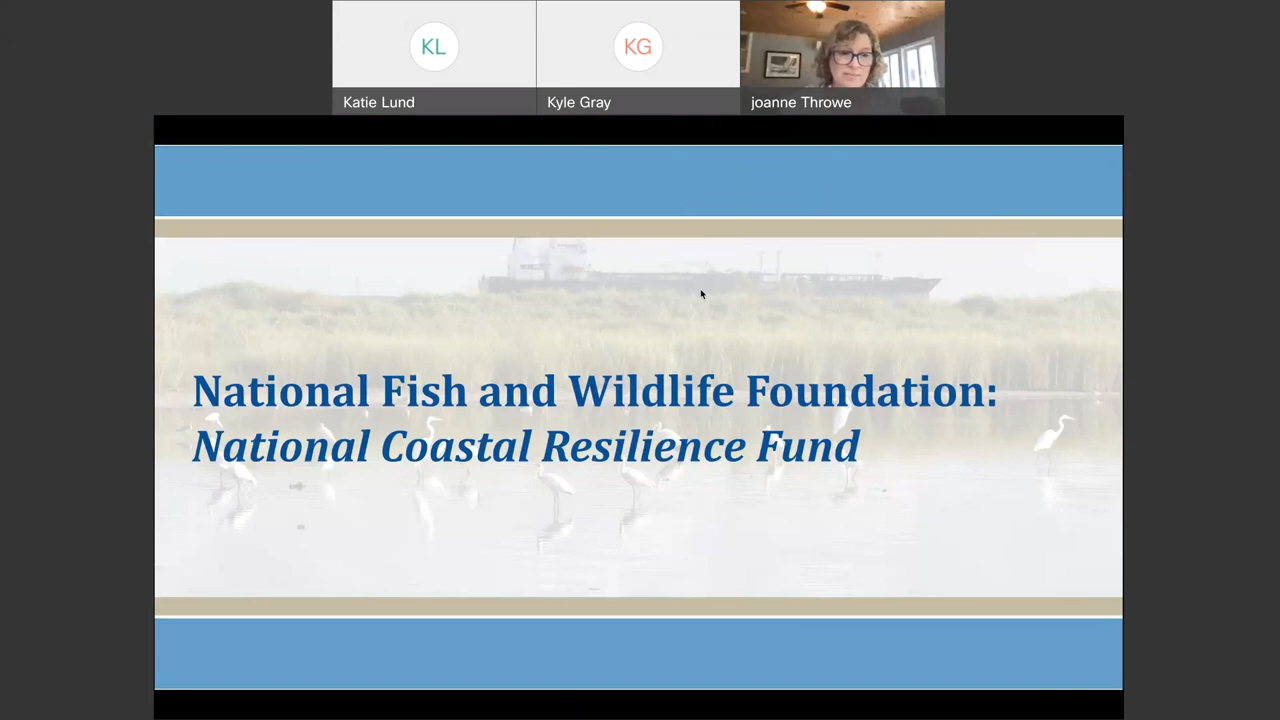 KL
KG
Katie Lund
Kyle Gray
joanne Throwe
National Fish and Wildlife Foundation:
National Coastal Resilience Fund